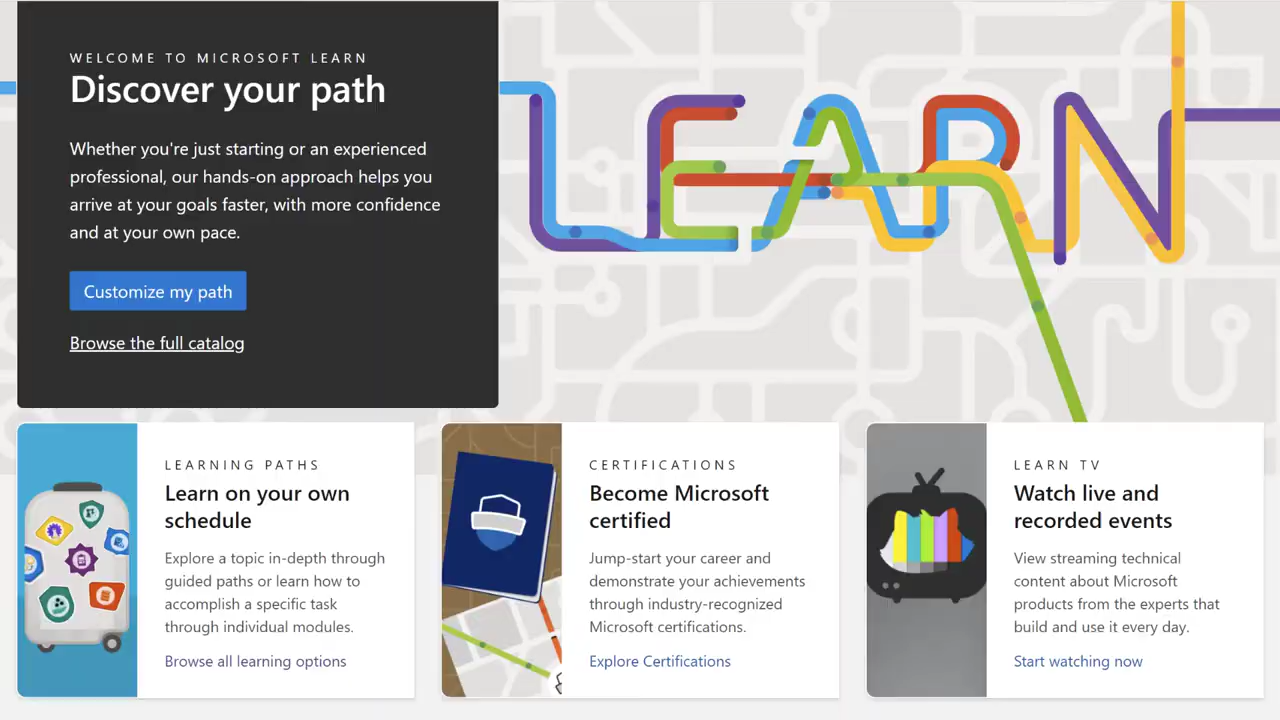 WELCOME TO MICROSOFT LEARN
Discover your path
Whether you're just starting or an experienced
professional, our hands-on approach helps you
arrive at your goals faster, with more confidence
and at your own pace.
Customize my path
Browse the full catalog
LEARN
LEARNING PATHS
Learn on your own
schedule
Explore a topic in-depth through
guided paths or learn how to
accomplish a specific task
through individual modules.
Browse all learning options
CERTIFICATIONS
Become Microsoft
certified
Jump-start your career and
demonstrate your achievements
through industry-recognized
Microsoft certifications.
Explore Certifications
LEARN TV
Watch live and
recorded events
View streaming technical
content about Microsoft
products from the experts that
build and use it every day.
Start watching now